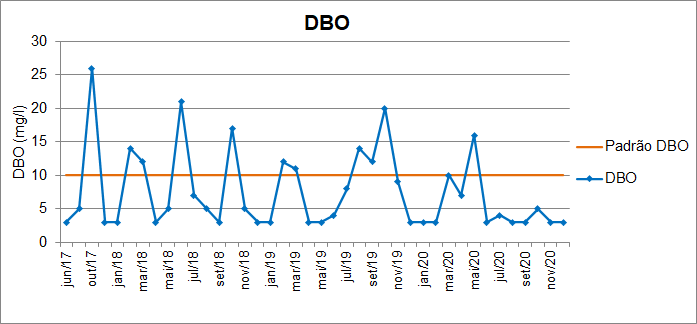 DBO
30
25
20
15
10
5
0
DBO (mg/l)
jun/17
out/17
jan/18
mar/18
mai/18
jul/18
set/18
nov/18
jan/19
mar/19
mai/19
jul/19
set/19
nov/19
jan/20
mar/20
mai/20
jul/20
set/20
nov/20
Padrão DBO
DBO